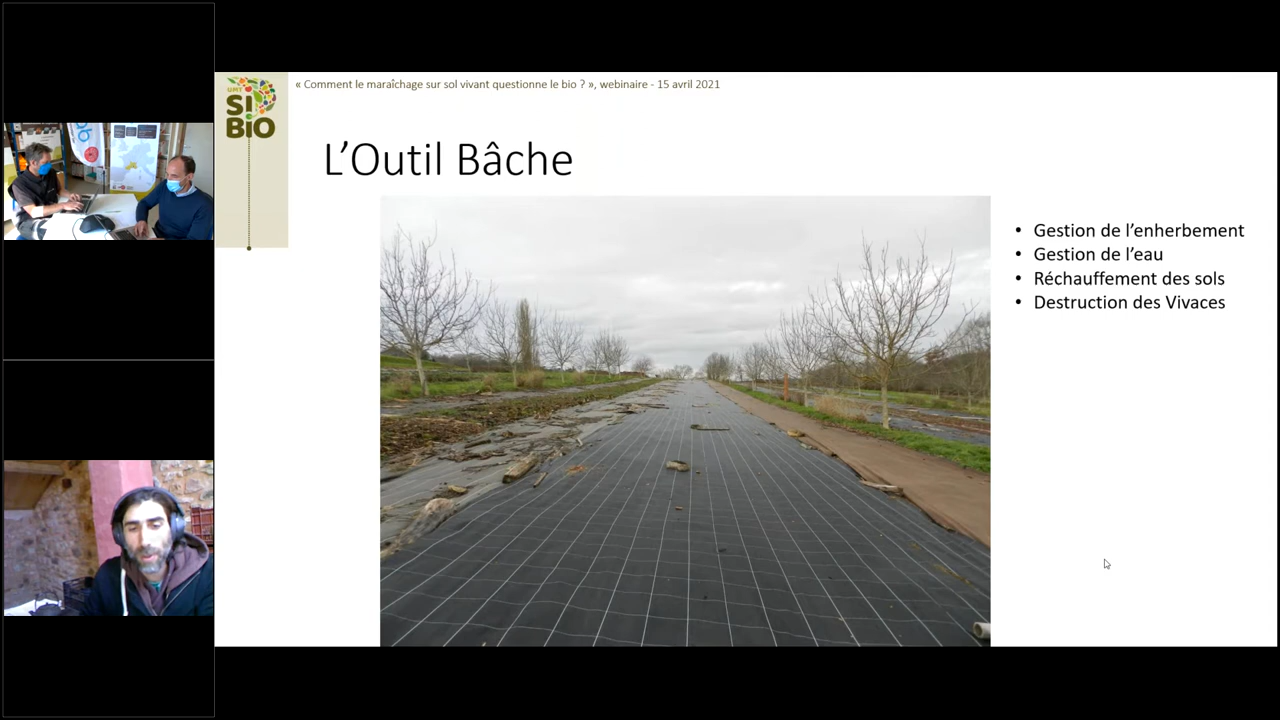 « Comment le maraîchage sur sol vivant questionne le bio ? », webinaire - 15 avril 2021
UMT
SI
BIO
L’Outil Bâche
• Gestion de l’enherbement
• Gestion de l’eau
• Réchauffement des sols
• Destruction des Vivaces